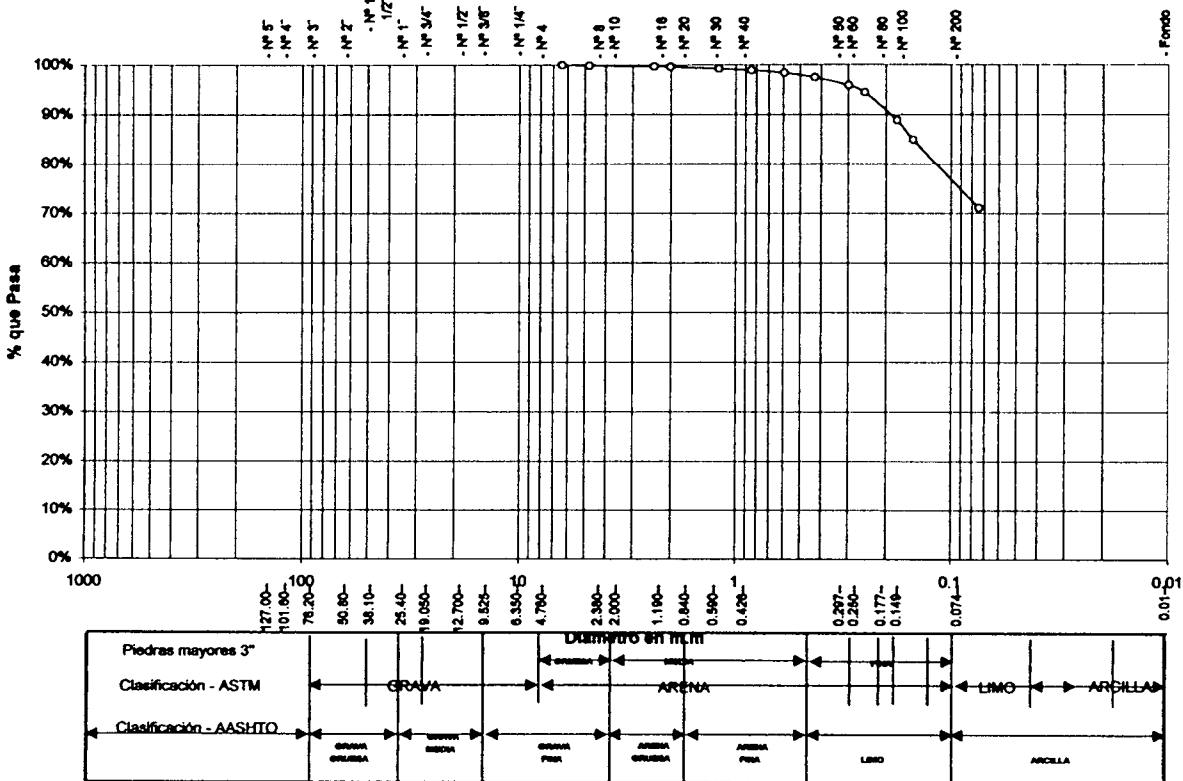 - Nº 5"
- Nº 4"
- Nº 3"
- Nº 2"
- Nº 1
1/2"
- Nº 1"
- Nº 3/4"
- Nº 1/2"
- Nº 3/8"
- Nº 1/4"
- Nº 4
- Nº 8
- Nº 10
- Nº 16
- Nº 20
- Nº 30
- Nº 40
- Nº 50
- Nº 60
- Nº 80
- Nº 100
- Nº 200
- Fondo
100%
90%
80%
70%
60%
50%
40%
30%
20%
10%
0%
% que Pasa
1000
100
10
1
0.1
0.01
127.00-
101.60-
76.20-
50.80-
38.10-
25.40-
19.050-
12.700-
9.525-
6.350-
4.760-
2.380-
2.000-
1.190-
0.840-
0.590-
0.426-
0.297-
0.250-
0.177-
0.149-
0.074-
0.01-
Diámetro en m.m
Piedras mayores 3"
GRUESA
MEDIA
FINA
Clasificación - ASTM
GRAVA
ARENA
LIMO
ARCILLA
Clasificación - AASHTO
GRAVA
GRUESA
GRAVA
MEDIA
GRAVA
FINA
ARENA
GRUESA
ARENA
FINA
LIMO
ARCILLA